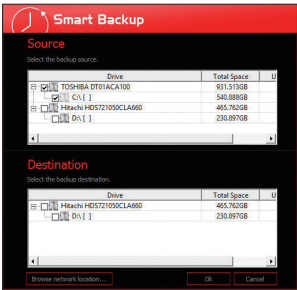 Smart Backup
Source
Select the backup source.
Drive Total Space U
TOSHIBA DT01ACA100 931.513GB
C:\ [ ] 540.888GB
Hitachi HDS721050CLA660 465.762GB
D:\ [ ] 230.897GB
Destination
Select the backup destination.
Drive Total Space U
Hitachi HDS721050CLA660 465.762GB
D:\ [ ] 230.897GB
Browse network location... Ok Cancel